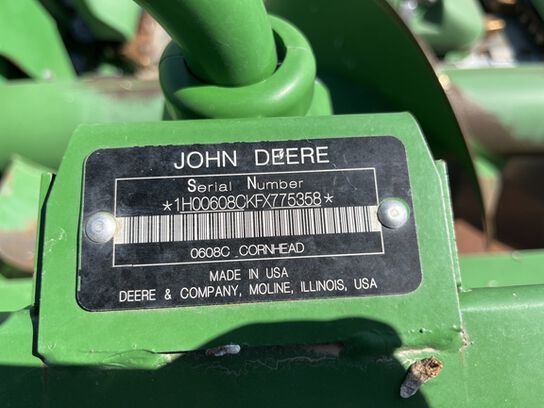 JOHN DEERE
Serial Number
*1H00608CKFX775358*
0608C CORNHEAD
MADE IN USA
DEERE & COMPANY, MOLINE, ILLINOIS, USA